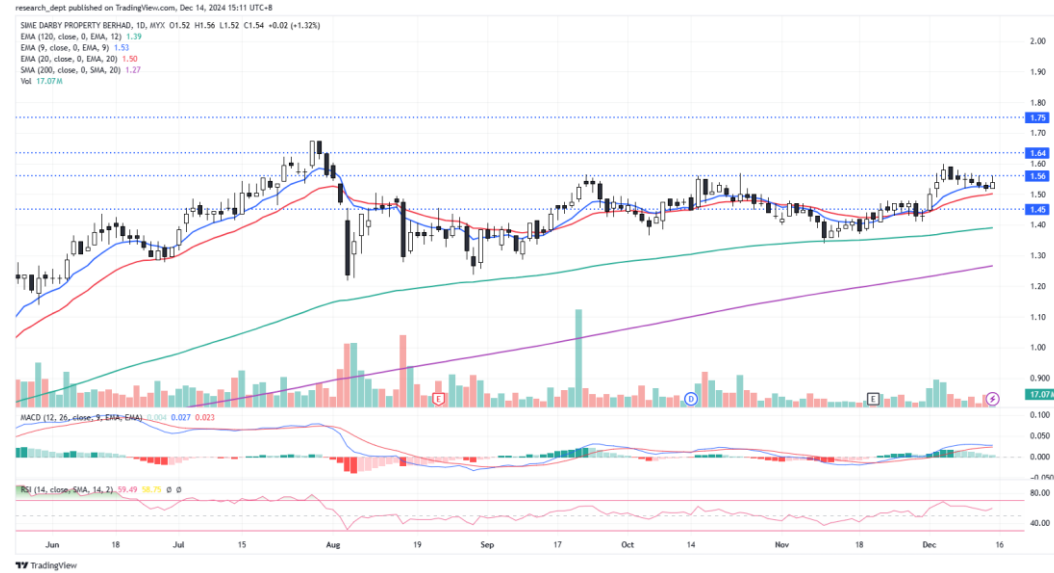 research_dept published on TradingView.com, Dec 14, 2024 15:11 UTC+8
SIME DARBY PROPERTY BERHAD, 1D, MYX O1.52 H1.56 L1.52 C1.54 +0.02 (+1.32%)
EMA (120, close, 0, EMA, 12) 1.39
EMA (9, close, 0, EMA, 9) 1.53
EMA (20, close, 0, EMA, 20) 1.50
SMA (200, close, 0, SMA, 20) 1.27
Vol 17.07M
2.00
1.90
1.80
1.75
1.70
1.64
1.60
1.56
1.50
1.45
1.40
1.30
1.20
1.10
1.00
0.900
17.07M
E D E
MACD (12, 26, close, 9, EMA, EMA) 0.004 0.027 0.023
0.100
0.050
0.000
−0.050
RSI (14, close, SMA, 14, 2) 59.49 58.75 Ø Ø
80.00
40.00
Jun 18 Jul 15 Aug 19 Sep 17 Oct 14 Nov 18 Dec 16
TradingView